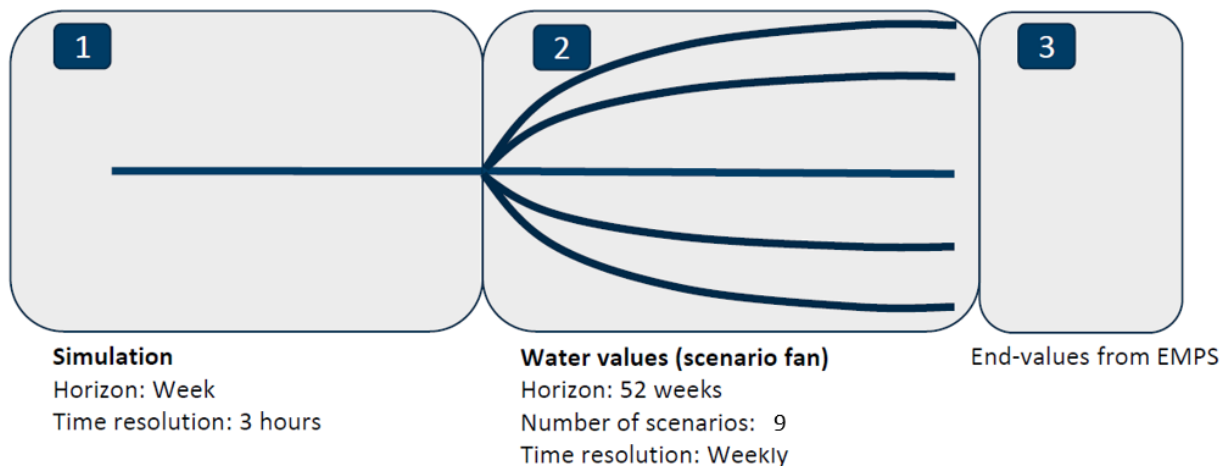 1
2
3
Simulation
Horizon: Week
Time resolution: 3 hours
Water values (scenario fan)
Horizon: 52 weeks
Number of scenarios: 9
Time resolution: Weekly
End-values from EMPS